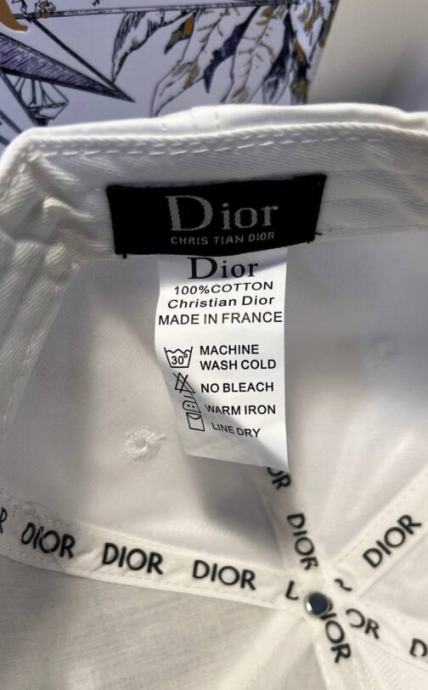 Dior
CHRIS TIAN DIOR
Dior
100%COTTON
Christian Dior
MADE IN FRANCE
30°
MACHINE
WASH COLD
NO BLEACH
WARM IRON
LINE DRY
DIOR DIOR DIOR
DIOR
DIOR
DIOR